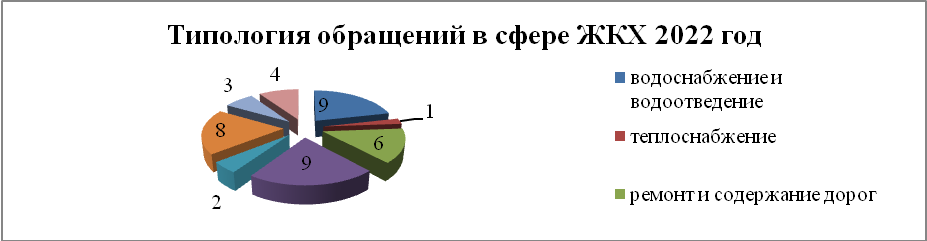 Типология обращений в сфере ЖКХ 2022 год
4
3
9
1
8
6
9
2
водоснабжение и
водоотведение
теплоснабжение
ремонт и содержание дорог